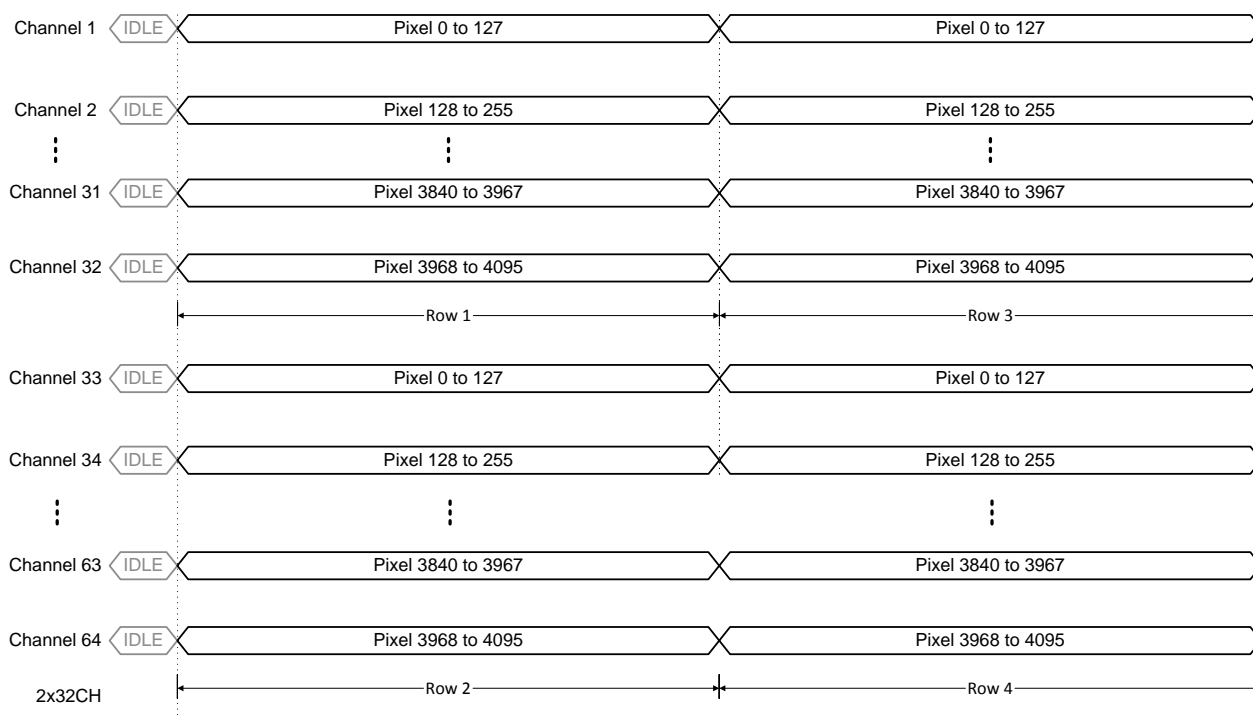 Channel 1 IDLE Pixel 0 to 127 Pixel 0 to 127
Channel 2 IDLE Pixel 128 to 255 Pixel 128 to 255
Channel 31 IDLE Pixel 3840 to 3967 Pixel 3840 to 3967
Channel 32 IDLE Pixel 3968 to 4095 Pixel 3968 to 4095
Row 1 Row 3
Channel 33 IDLE Pixel 0 to 127 Pixel 0 to 127
Channel 34 IDLE Pixel 128 to 255 Pixel 128 to 255
Channel 63 IDLE Pixel 3840 to 3967 Pixel 3840 to 3967
Channel 64 IDLE Pixel 3968 to 4095 Pixel 3968 to 4095
2x32CH Row 2 Row 4